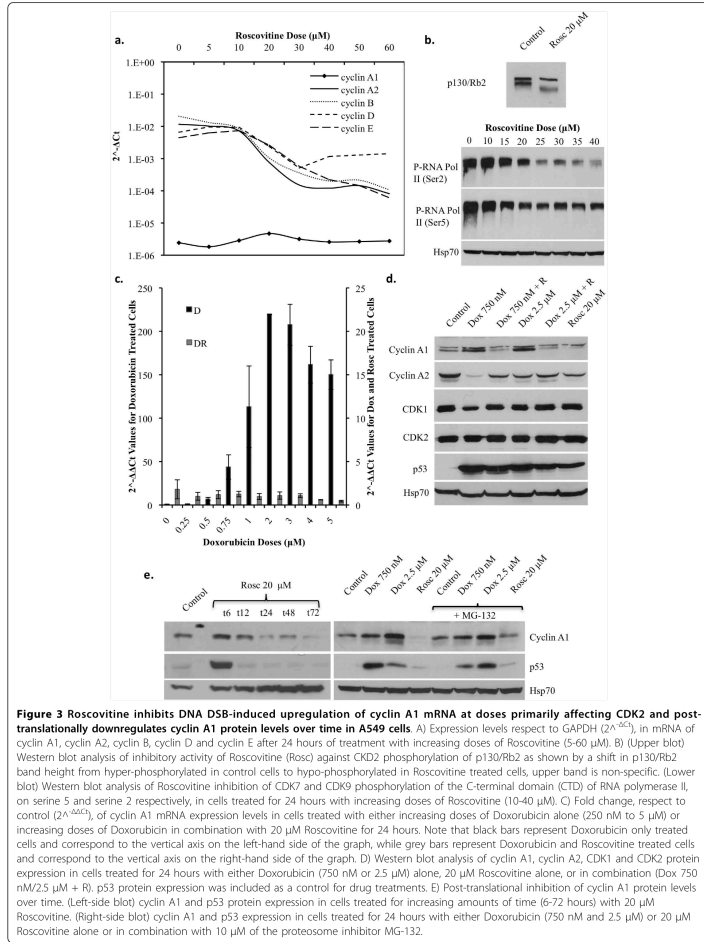 a.
Roscovitine Dose (µM)
0 5 10 20 30 40 50 60
1.E+00
1.E-01
1.E-02
1.E-03
1.E-04
1.E-05
1.E-06
2^-ΔCt
cyclin A1
cyclin A2
cyclin B
cyclin D
cyclin E
b.
Control
Rosc 20 µM
p130/Rb2
Roscovitine Dose (µM)
0 10 15 20 25 30 35 40
P-RNA Pol
II (Ser2)
P-RNA Pol
II (Ser5)
Hsp70
c.
2^-ΔΔCt Values for Doxorubicin Treated Cells
250
200
150
100
50
0
D
DR
25
20
15
10
5
0
2^-ΔΔCt Values for Dox and Rosc Treated Cells
0 0.25 0.5 0.75 1 2 3 4 5
Doxorubicin Doses (µM)
d.
Control
Dox 750 nM
Dox 750 nM + R
Dox 2.5 µM
Dox 2.5 µM + R
Rosc 20 µM
Cyclin A1
Cyclin A2
CDK1
CDK2
p53
Hsp70
e.
Control
Rosc 20 µM
t6 t12 t24 t48 t72
Control
Dox 750 nM
Dox 2.5 µM
Rosc 20 µM
Control
Dox 750 nM
Dox 2.5 µM
Rosc 20 µM
+ MG-132
Cyclin A1
p53
Hsp70
Figure 3 Roscovitine inhibits DNA DSB-induced upregulation of cyclin A1 mRNA at doses primarily affecting CDK2 and post-
translationally downregulates cyclin A1 protein levels over time in A549 cells. A) Expression levels respect to GAPDH (2^-ΔCt), in mRNA of
cyclin A1, cyclin A2, cyclin B, cyclin D and cyclin E after 24 hours of treatment with increasing doses of Roscovitine (5-60 µM). B) (Upper blot)
Western blot analysis of inhibitory activity of Roscovitine (Rosc) against CKD2 phosphorylation of p130/Rb2 as shown by a shift in p130/Rb2
band height from hyper-phosphorylated in control cells to hypo-phosphorylated in Roscovitine treated cells, upper band is non-specific. (Lower
blot) Western blot analysis of Roscovitine inhibition of CDK7 and CDK9 phosphorylation of the C-terminal domain (CTD) of RNA polymerase II,
on serine 5 and serine 2 respectively, in cells treated for 24 hours with increasing doses of Roscovitine (10-40 µM). C) Fold change, respect to
control (2^-ΔΔCt), of cyclin A1 mRNA expression levels in cells treated with either increasing doses of Doxorubicin alone (250 nM to 5 µM) or
increasing doses of Doxorubicin in combination with 20 µM Roscovitine for 24 hours. Note that black bars represent Doxorubicin only treated
cells and correspond to the vertical axis on the left-hand side of the graph, while grey bars represent Doxorubicin and Roscovitine treated cells
and correspond to the vertical axis on the right-hand side of the graph. D) Western blot analysis of cyclin A1, cyclin A2, CDK1 and CDK2 protein
expression in cells treated for 24 hours with either Doxorubicin (750 nM or 2.5 µM) alone, 20 µM Roscovitine alone, or in combination (Dox 750
nM/2.5 µM + R). p53 protein expression was included as a control for drug treatments. E) Post-translational inhibition of cyclin A1 protein levels
over time. (Left-side blot) cyclin A1 and p53 protein expression in cells treated for increasing amounts of time (6-72 hours) with 20 µM
Roscovitine. (Right-side blot) cyclin A1 and p53 expression in cells treated for 24 hours with either Doxorubicin (750 nM and 2.5 µM) or 20 µM
Roscovitine alone or in combination with 10 µM of the proteosome inhibitor MG-132.